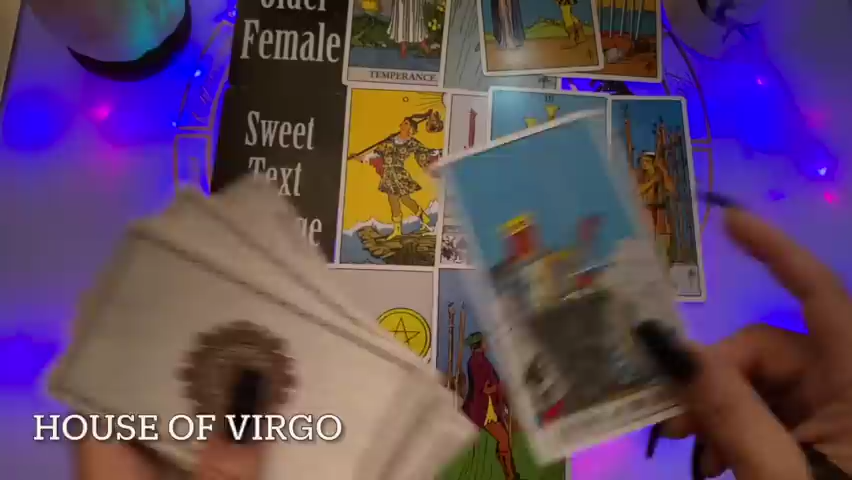 Older
Female
TEMPERANCE
Sweet
Text
HOUSE OF VIRGO